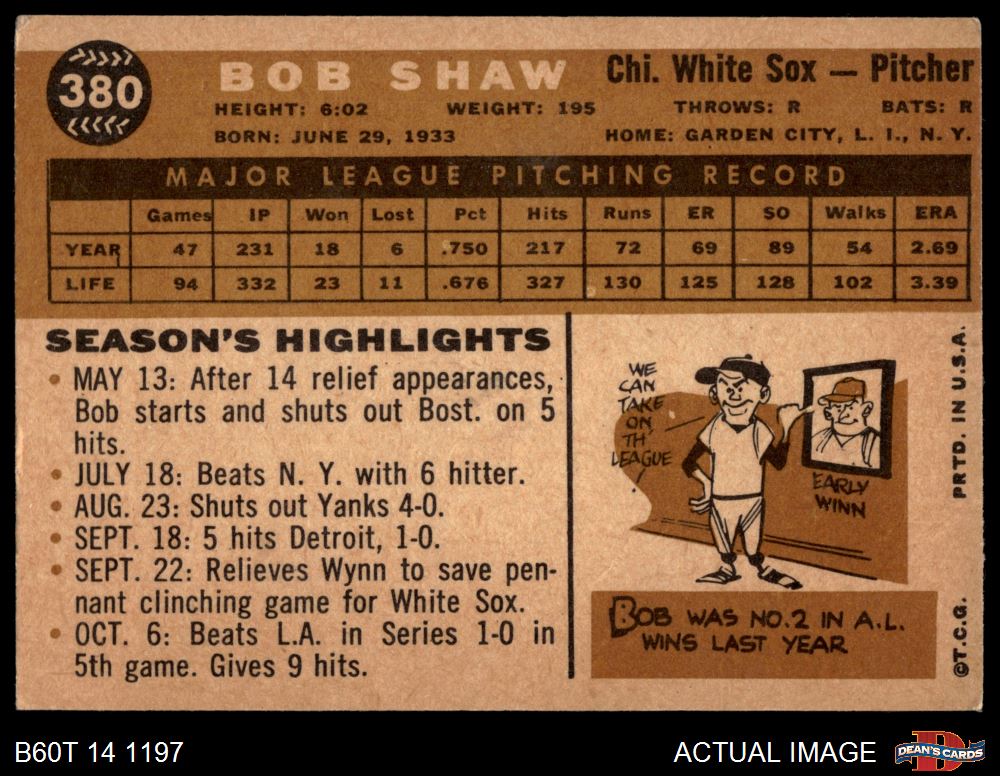 380
BOB SHAW
Chi. White Sox — Pitcher
HEIGHT: 6:02 WEIGHT: 195 THROWS: R BATS: R
BORN: JUNE 29, 1933 HOME: GARDEN CITY, L. I., N. Y.
MAJOR LEAGUE PITCHING RECORD
Games IP Won Lost Pct Hits Runs ER SO Walks ERA
YEAR 47 231 18 6 .750 217 72 69 89 54 2.69
LIFE 94 332 23 11 .676 327 130 125 128 102 3.39
SEASON'S HIGHLIGHTS
• MAY 13: After 14 relief appearances,
Bob starts and shuts out Bost. on 5
hits.
• JULY 18: Beats N. Y. with 6 hitter.
• AUG. 23: Shuts out Yanks 4-0.
• SEPT. 18: 5 hits Detroit, 1-0.
• SEPT. 22: Relieves Wynn to save pen-
nant clinching game for White Sox.
• OCT. 6: Beats L.A. in Series 1-0 in
5th game. Gives 9 hits.
WE
CAN
TAKE
ON
TH'
LEAGUE
EARLY
WINN
BOB WAS NO.2 IN A.L.
WINS LAST YEAR
PRTD. IN U.S.A.
©T.C.G.
B60T 14 1197
ACTUAL IMAGE
DEAN'S CARDS